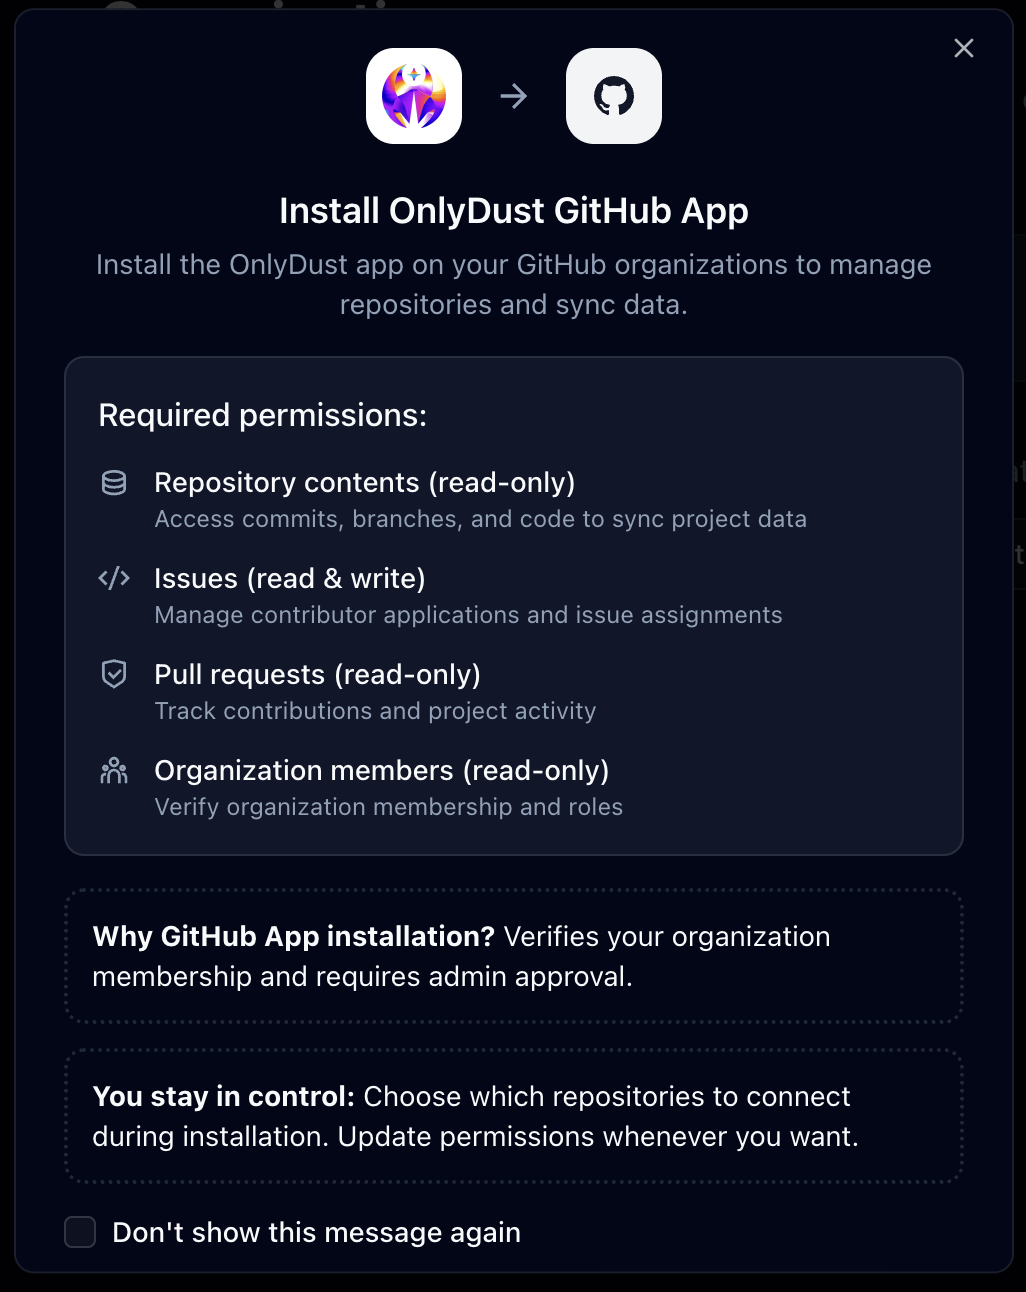 Install OnlyDust GitHub App
Install the OnlyDust app on your GitHub organizations to manage
repositories and sync data.
Required permissions:
Repository contents (read-only)
Access commits, branches, and code to sync project data
Issues (read & write)
Manage contributor applications and issue assignments
Pull requests (read-only)
Track contributions and project activity
Organization members (read-only)
Verify organization membership and roles
Why GitHub App installation? Verifies your organization
membership and requires admin approval.
You stay in control: Choose which repositories to connect
during installation. Update permissions whenever you want.
Don't show this message again